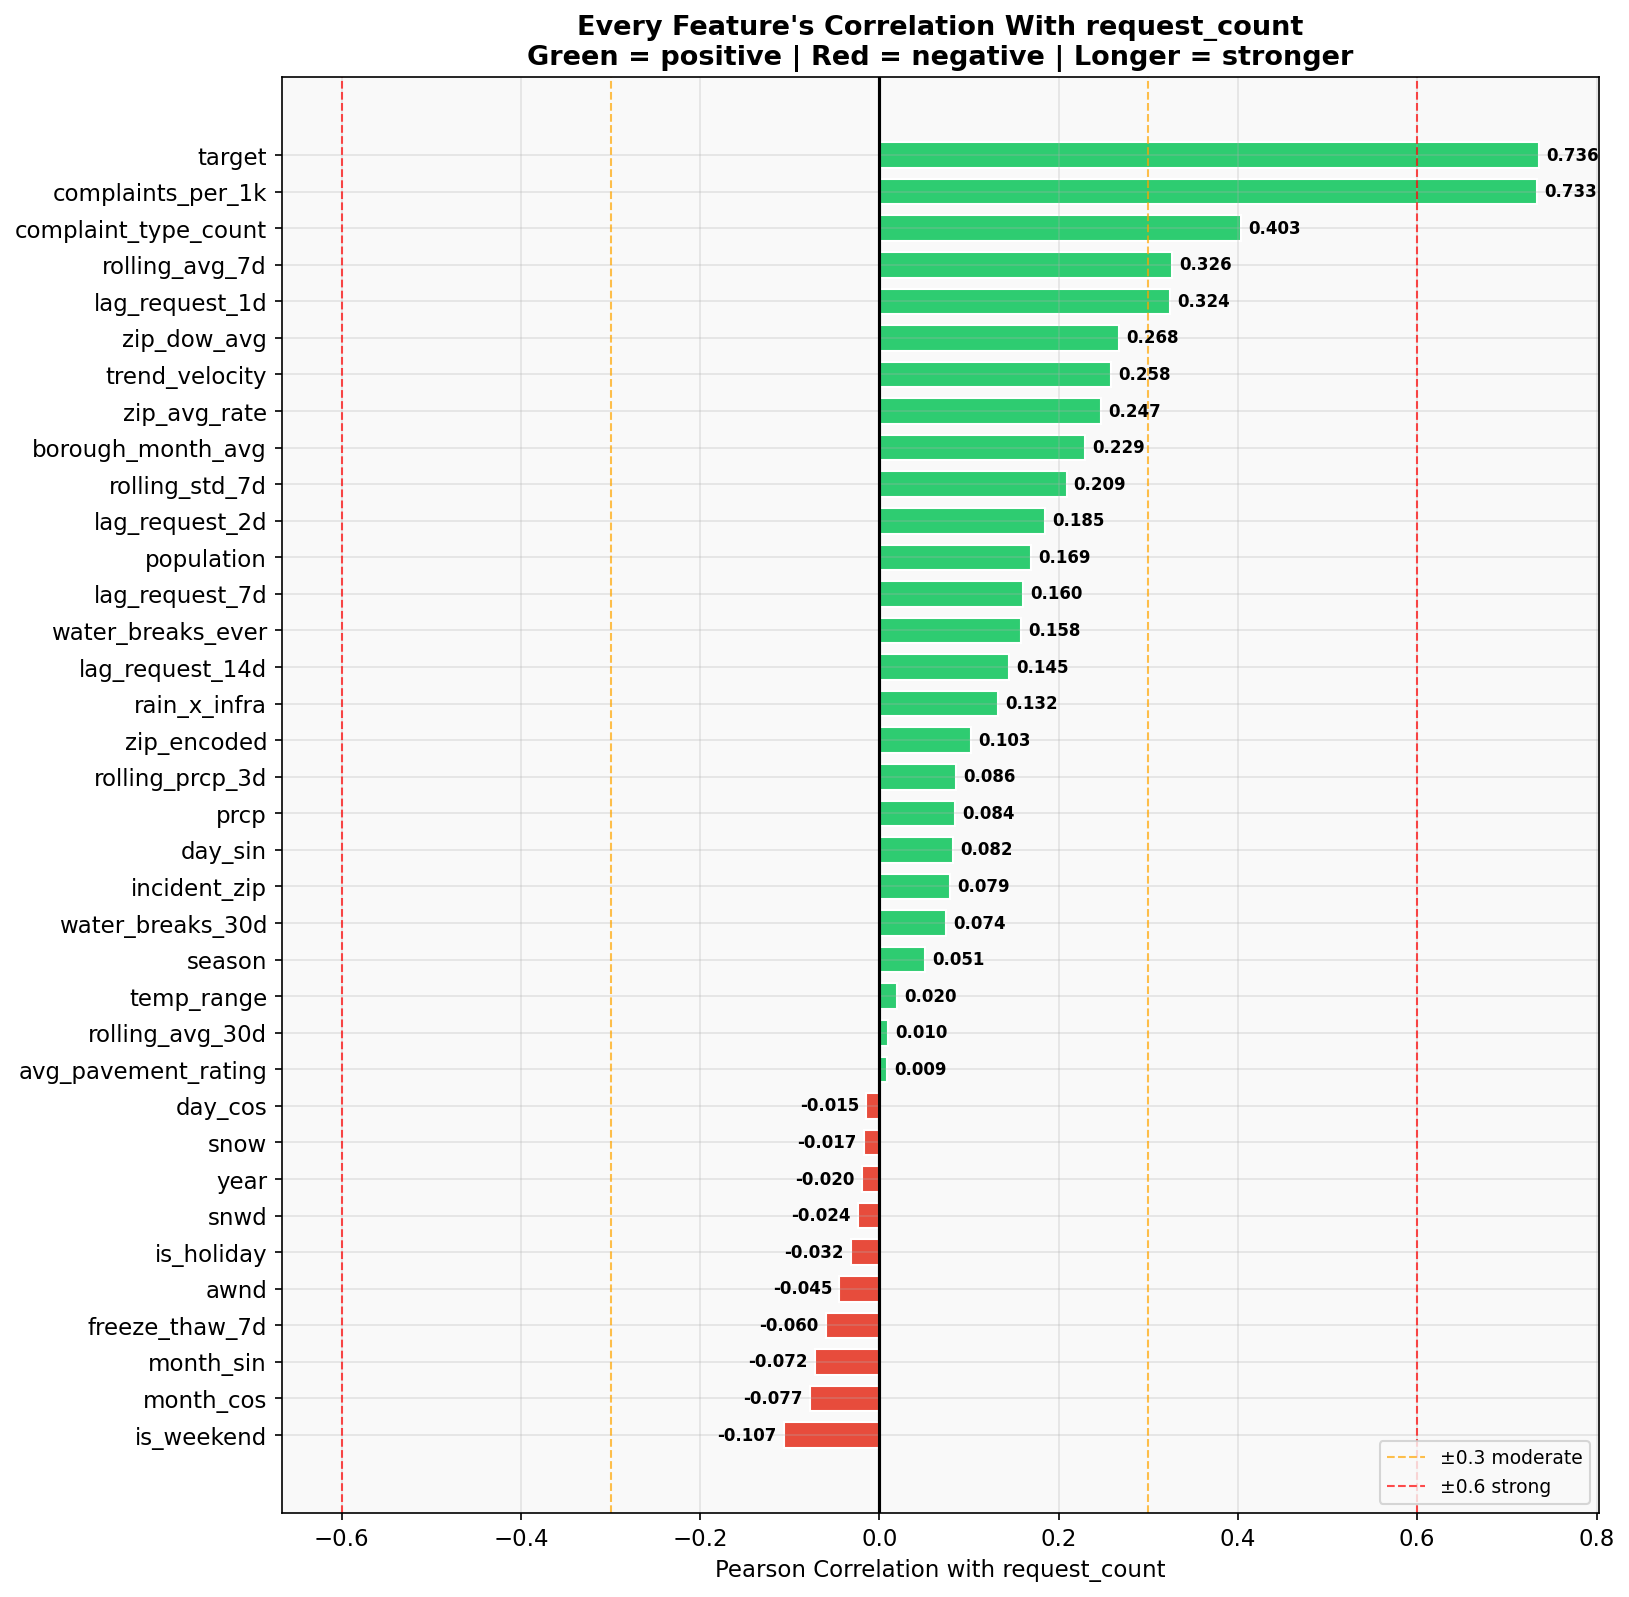 Every Feature's Correlation With request_count
Green = positive | Red = negative | Longer = stronger
target 0.736
complaints_per_1k 0.733
complaint_type_count 0.403
rolling_avg_7d 0.326
lag_request_1d 0.324
zip_dow_avg 0.268
trend_velocity 0.258
zip_avg_rate 0.247
borough_month_avg 0.229
rolling_std_7d 0.209
lag_request_2d 0.185
population 0.169
lag_request_7d 0.160
water_breaks_ever 0.158
lag_request_14d 0.145
rain_x_infra 0.132
zip_encoded 0.103
rolling_prcp_3d 0.086
prcp 0.084
day_sin 0.082
incident_zip 0.079
water_breaks_30d 0.074
season 0.051
temp_range 0.020
rolling_avg_30d 0.010
avg_pavement_rating 0.009
day_cos -0.015
snow -0.017
year -0.020
snwd -0.024
is_holiday -0.032
awnd -0.045
freeze_thaw_7d -0.060
month_sin -0.072
month_cos -0.077
is_weekend -0.107
±0.3 moderate
±0.6 strong
−0.6 −0.4 −0.2 0.0 0.2 0.4 0.6 0.8
Pearson Correlation with request_count